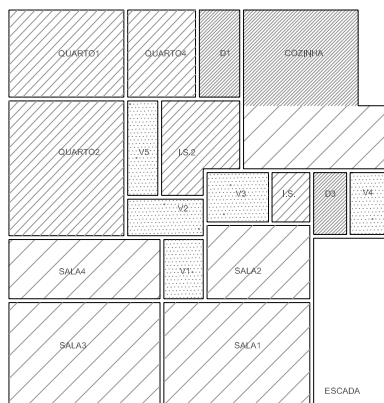 QUARTO1
QUARTO4
D1
COZINHA
QUARTO2
V5
I.S.2
V3
I.S.
D3
V4
V2
SALA4
V1
SALA2
SALA3
SALA1
ESCADA